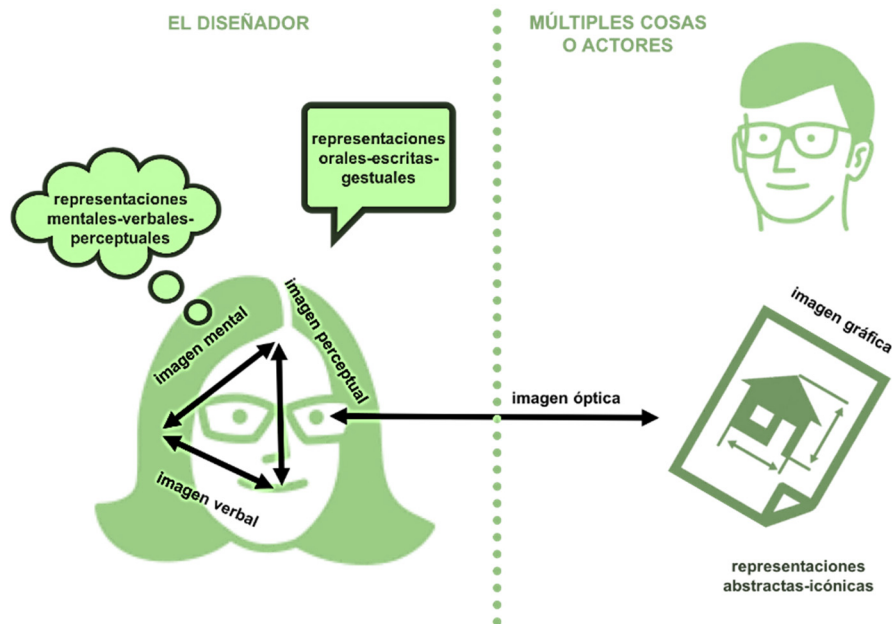 EL DISEÑADOR
MÚLTIPLES COSAS
O ACTORES
representaciones
orales-escritas-
gestuales
representaciones
mentales-verbales-
perceptuales
imagen mental
imagen perceptual
imagen verbal
imagen óptica
imagen gráfica
representaciones
abstractas-icónicas